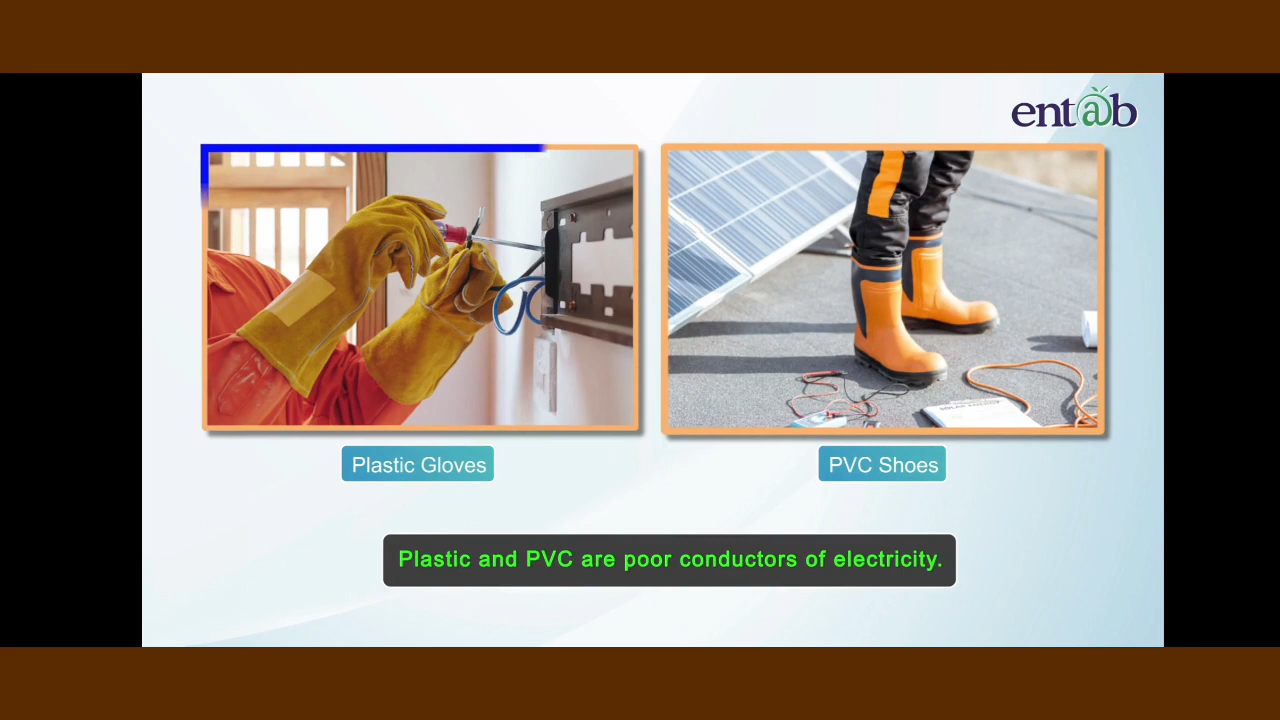 entab
Plastic Gloves
PVC Shoes
Plastic and PVC are poor conductors of electricity.